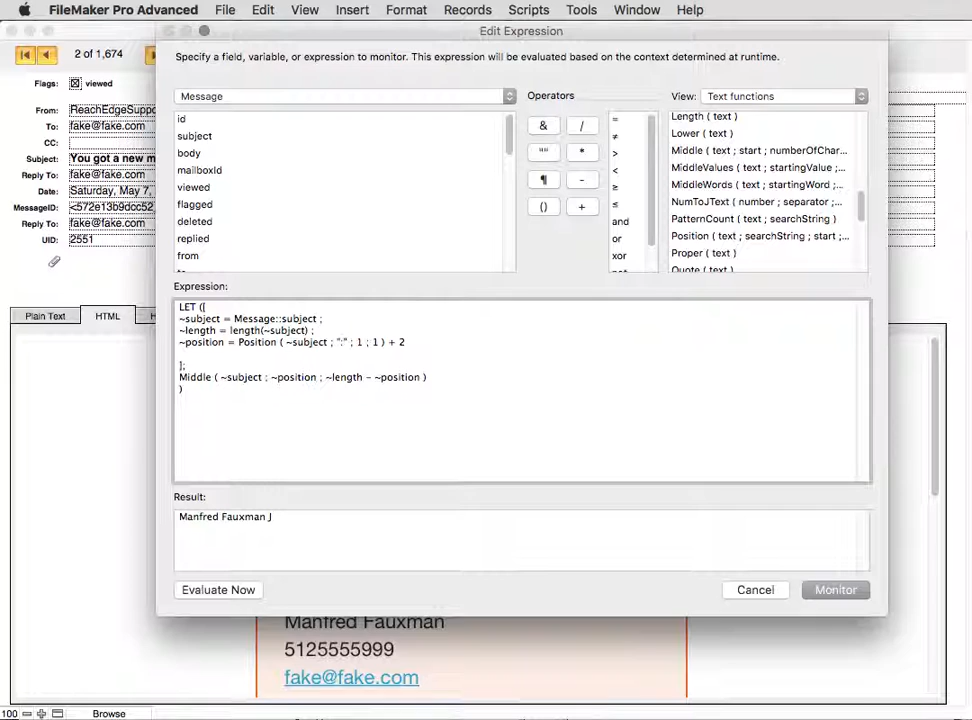 FileMaker Pro Advanced File Edit View Insert Format Records Scripts Tools Window Help
Edit Expression
2 of 1,674
Specify a field, variable, or expression to monitor. This expression will be evaluated based on the context determined at runtime.
Flags: viewed
Message
Operators
View: Text functions
From: ReachEdgeSuppo
To: fake@fake.com
CC:
Subject: You got a new m
Reply To: fake@fake.com
Date: Saturday, May 7,
MessageID: <572e13b9dcc52
Reply To: fake@fake.com
UID: 2551
id
subject
body
mailboxId
viewed
flagged
deleted
replied
from
& /
"" *
¶ -
() +
=
≠
>
<
≥
≤
and
or
xor
not
Length ( text )
Lower ( text )
Middle ( text ; start ; numberOfChar...
MiddleValues ( text ; startingValue ...
MiddleWords ( text ; startingWord ;...
NumToJText ( number ; separator ;...
PatternCount ( text ; searchString )
Position ( text ; searchString ; start ;...
Proper ( text )
Quote ( text )
Expression:
Plain Text HTML H
LET ([
~subject = Message::subject ;
~length = length(~subject) ;
~position = Position ( ~subject ; ":" ; 1 ; 1 ) + 2
];
Middle ( ~subject ; ~position ; ~length - ~position )
)
Result:
Manfred Fauxman J
Evaluate Now Cancel Monitor
Manfred Fauxman
5125555999
fake@fake.com
100 Browse